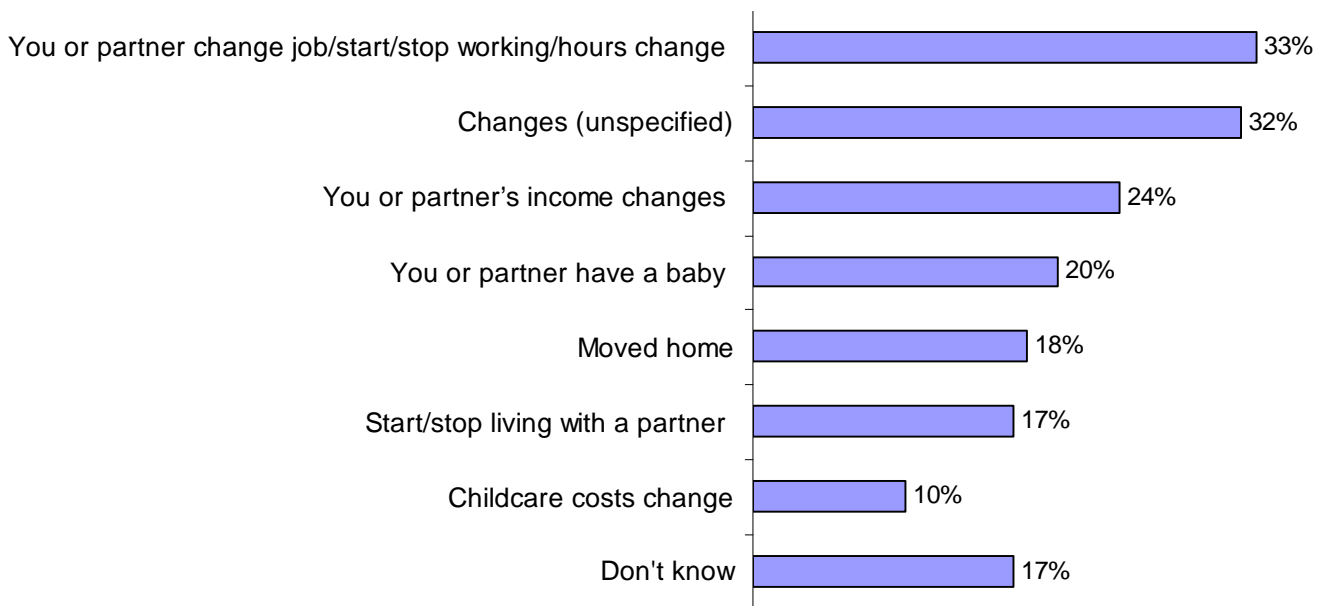 You or partner change job/start/stop working/hours change 33%
Changes (unspecified) 32%
You or partner’s income changes 24%
You or partner have a baby 20%
Moved home 18%
Start/stop living with a partner 17%
Childcare costs change 10%
Don't know 17%